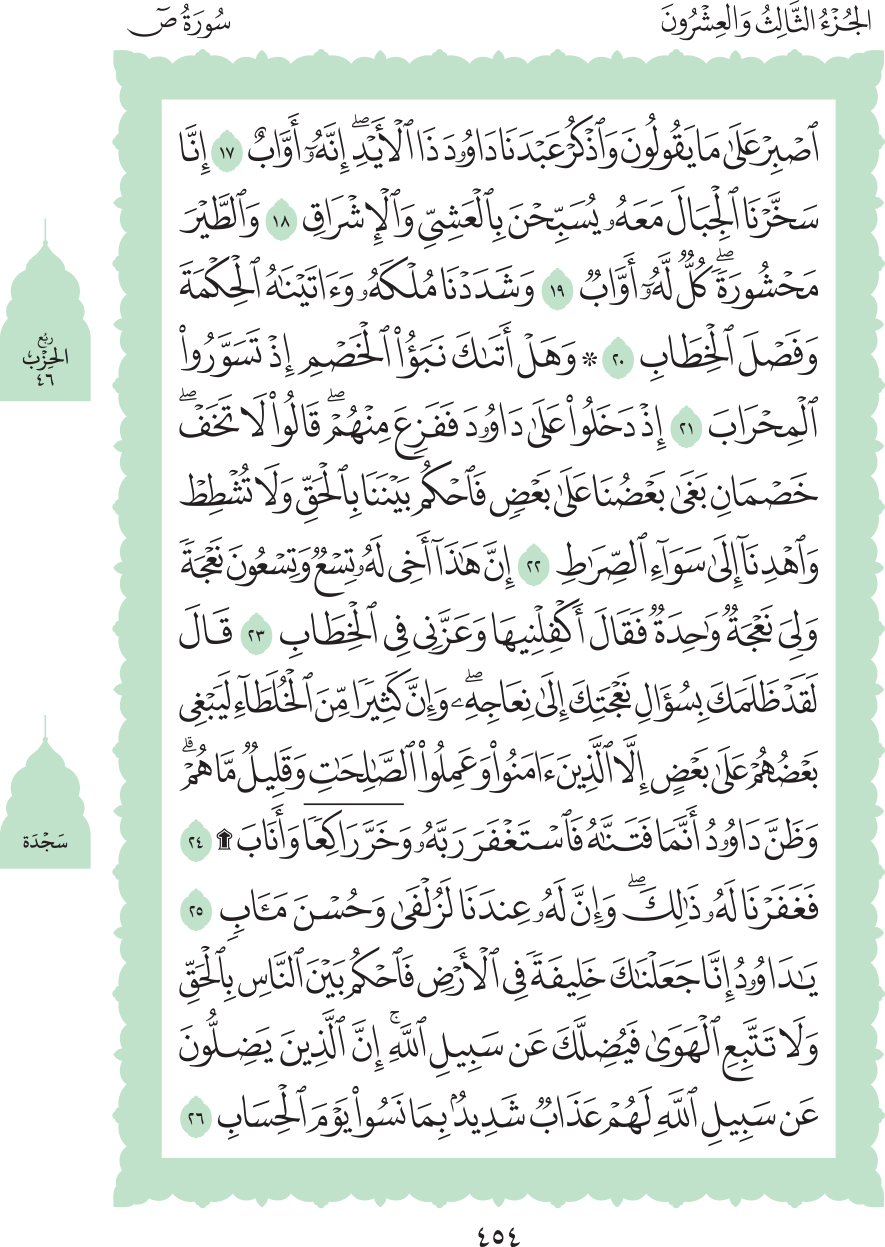 الجُزْءُ الثَّالِثُ وَالعِشْرُونَ
سُورَةُ صٓ
ٱصْبِرْ عَلَىٰ مَا يَقُولُونَ وَٱذْكُرْ عَبْدَنَا دَاوُۥدَ ذَا ٱلْأَيْدِۖ إِنَّهُۥٓ أَوَّابٌ ١٧ إِنَّا
سَخَّرْنَا ٱلْجِبَالَ مَعَهُۥ يُسَبِّحْنَ بِٱلْعَشِيِّ وَٱلْإِشْرَاقِ ١٨ وَٱلطَّيْرَ
مَحْشُورَةًۖ كُلٌّ لَّهُۥٓ أَوَّابٌ ١٩ وَشَدَدْنَا مُلْكَهُۥ وَءَاتَيْنَٰهُ ٱلْحِكْمَةَ
وَفَصْلَ ٱلْخِطَابِ ٢٠ ۞ وَهَلْ أَتَىٰكَ نَبَؤُا۟ ٱلْخَصْمِ إِذْ تَسَوَّرُوا۟
ٱلْمِحْرَابَ ٢١ إِذْ دَخَلُوا۟ عَلَىٰ دَاوُۥدَ فَفَزِعَ مِنْهُمْۖ قَالُوا۟ لَا تَخَفْۖ
خَصْمَانِ بَغَىٰ بَعْضُنَا عَلَىٰ بَعْضٍ فَٱحْكُم بَيْنَنَا بِٱلْحَقِّ وَلَا تُشْطِطْ
وَٱهْدِنَآ إِلَىٰ سَوَآءِ ٱلصِّرَٰطِ ٢٢ إِنَّ هَٰذَآ أَخِى لَهُۥ تِسْعٌ وَتِسْعُونَ نَعْجَةً
وَلِىَ نَعْجَةٌ وَٰحِدَةٌ فَقَالَ أَكْفِلْنِيهَا وَعَزَّنِى فِى ٱلْخِطَابِ ٢٣ قَالَ
لَقَدْ ظَلَمَكَ بِسُؤَالِ نَعْجَتِكَ إِلَىٰ نِعَاجِهِۦۖ وَإِنَّ كَثِيرًا مِّنَ ٱلْخُلَطَآءِ لَيَبْغِى
بَعْضُهُمْ عَلَىٰ بَعْضٍ إِلَّا ٱلَّذِينَ ءَامَنُوا۟ وَعَمِلُوا۟ ٱلصَّٰلِحَٰتِ وَقَلِيلٌ مَّا هُمْۗ
وَظَنَّ دَاوُۥدُ أَنَّمَا فَتَنَّٰهُ فَٱسْتَغْفَرَ رَبَّهُۥ وَخَرَّ رَاكِعًا وَأَنَابَ ۩ ٢٤
فَغَفَرْنَا لَهُۥ ذَٰلِكَۖ وَإِنَّ لَهُۥ عِندَنَا لَزُلْفَىٰ وَحُسْنَ مَـَٔابٍ ٢٥
يَٰدَاوُۥدُ إِنَّا جَعَلْنَٰكَ خَلِيفَةً فِى ٱلْأَرْضِ فَٱحْكُم بَيْنَ ٱلنَّاسِ بِٱلْحَقِّ
وَلَا تَتَّبِعِ ٱلْهَوَىٰ فَيُضِلَّكَ عَن سَبِيلِ ٱللَّهِۚ إِنَّ ٱلَّذِينَ يَضِلُّونَ
عَن سَبِيلِ ٱللَّهِ لَهُمْ عَذَابٌ شَدِيدٌۢ بِمَا نَسُوا۟ يَوْمَ ٱلْحِسَابِ ٢٦
رُبُع
الحِزْبِ
٤٦
سَجْدَة
٤٥٤